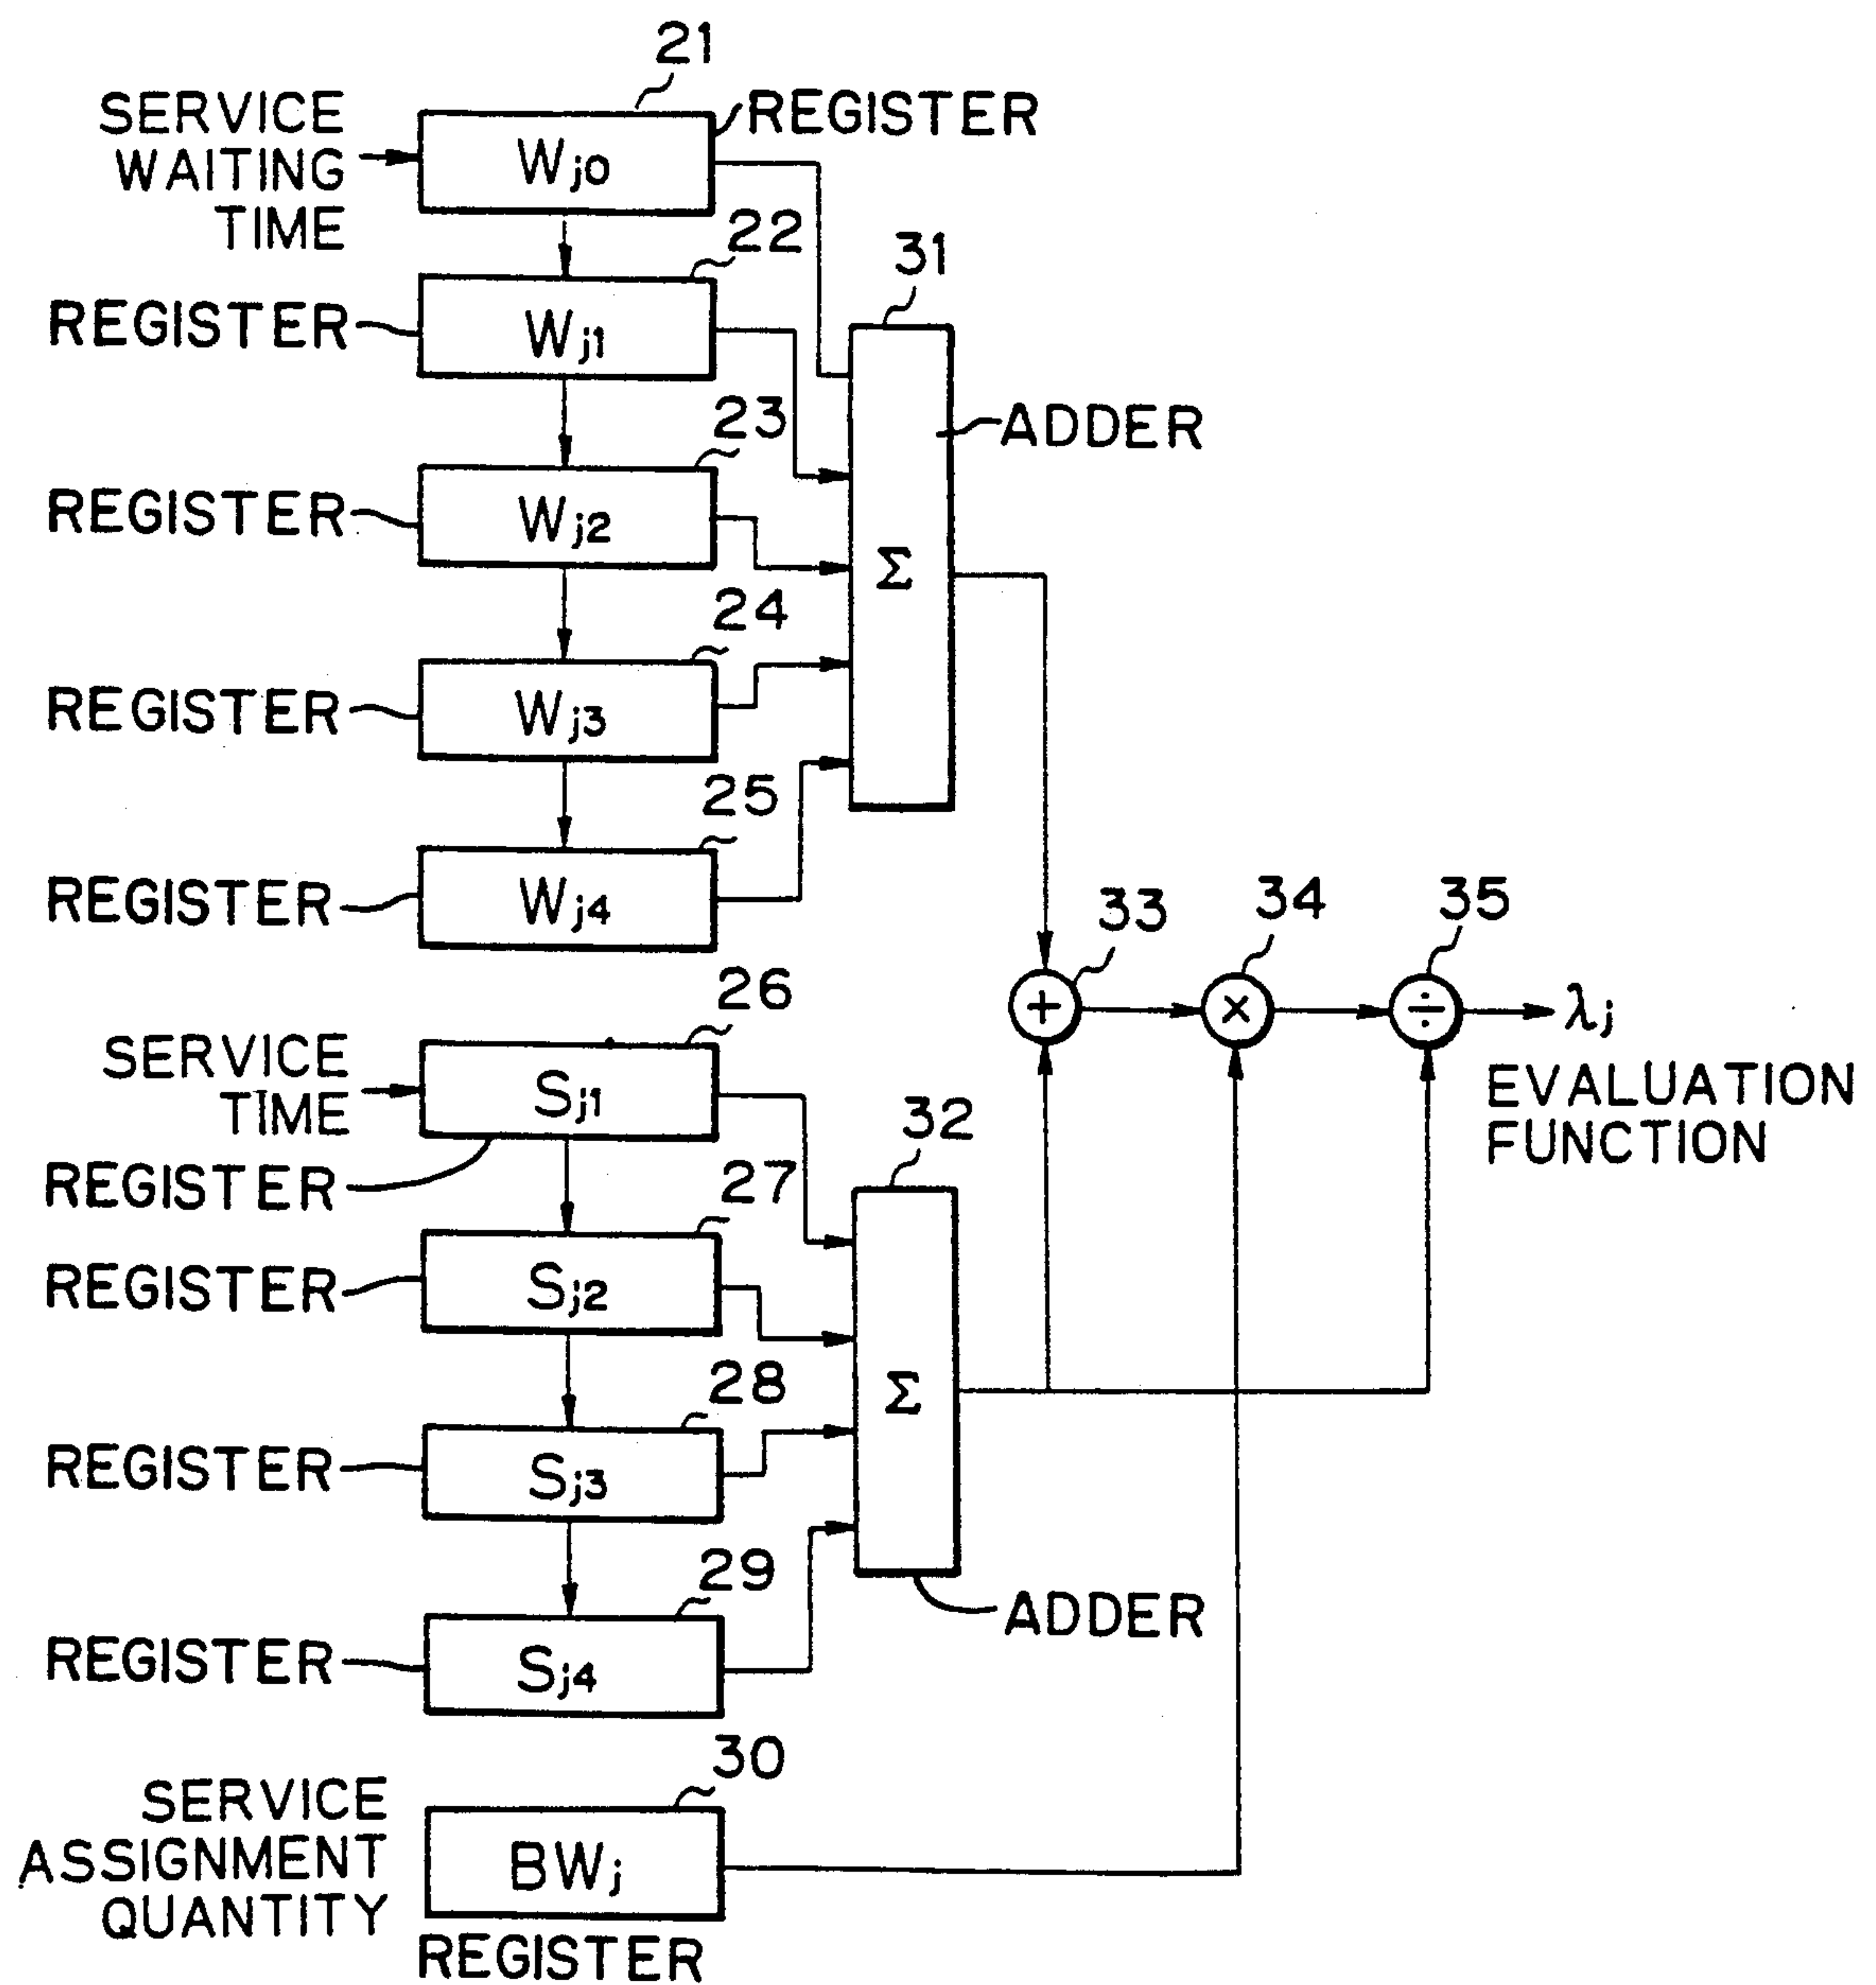 21
SERVICE
WAITING
TIME
REGISTER
Wj0
22
REGISTER
Wj1
31
23
ADDER
REGISTER
Wj2
Σ
24
REGISTER
Wj3
25
REGISTER
Wj4
33
34
35
26
+
×
÷
λj
SERVICE
TIME
Sj1
EVALUATION
FUNCTION
32
REGISTER
27
REGISTER
Sj2
28
Σ
REGISTER
Sj3
29
ADDER
REGISTER
Sj4
30
SERVICE
ASSIGNMENT
QUANTITY
BWj
REGISTER